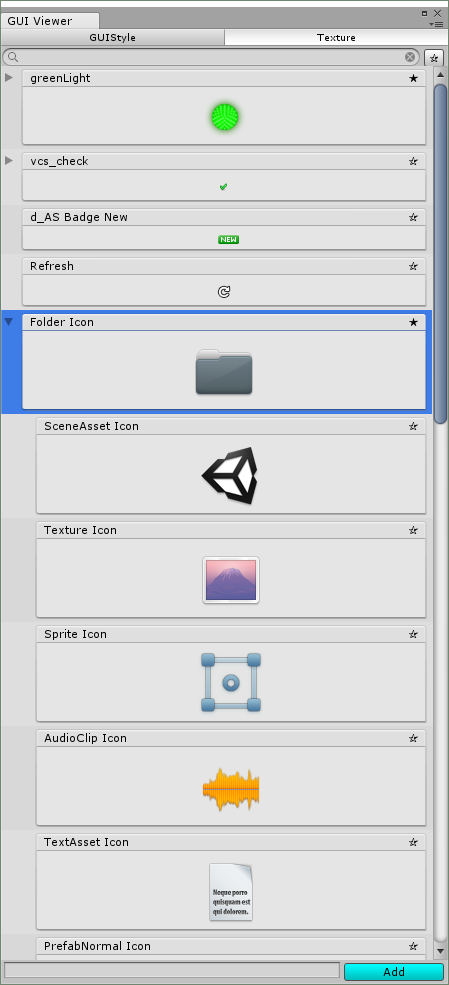 GUI Viewer
GUIStyle
Texture
greenLight
vcs_check
d_AS Badge New
NEW
Refresh
Folder Icon
SceneAsset Icon
Texture Icon
Sprite Icon
AudioClip Icon
TextAsset Icon
Neque porro
quisquam est
qui dolorem.
PrefabNormal Icon
Add